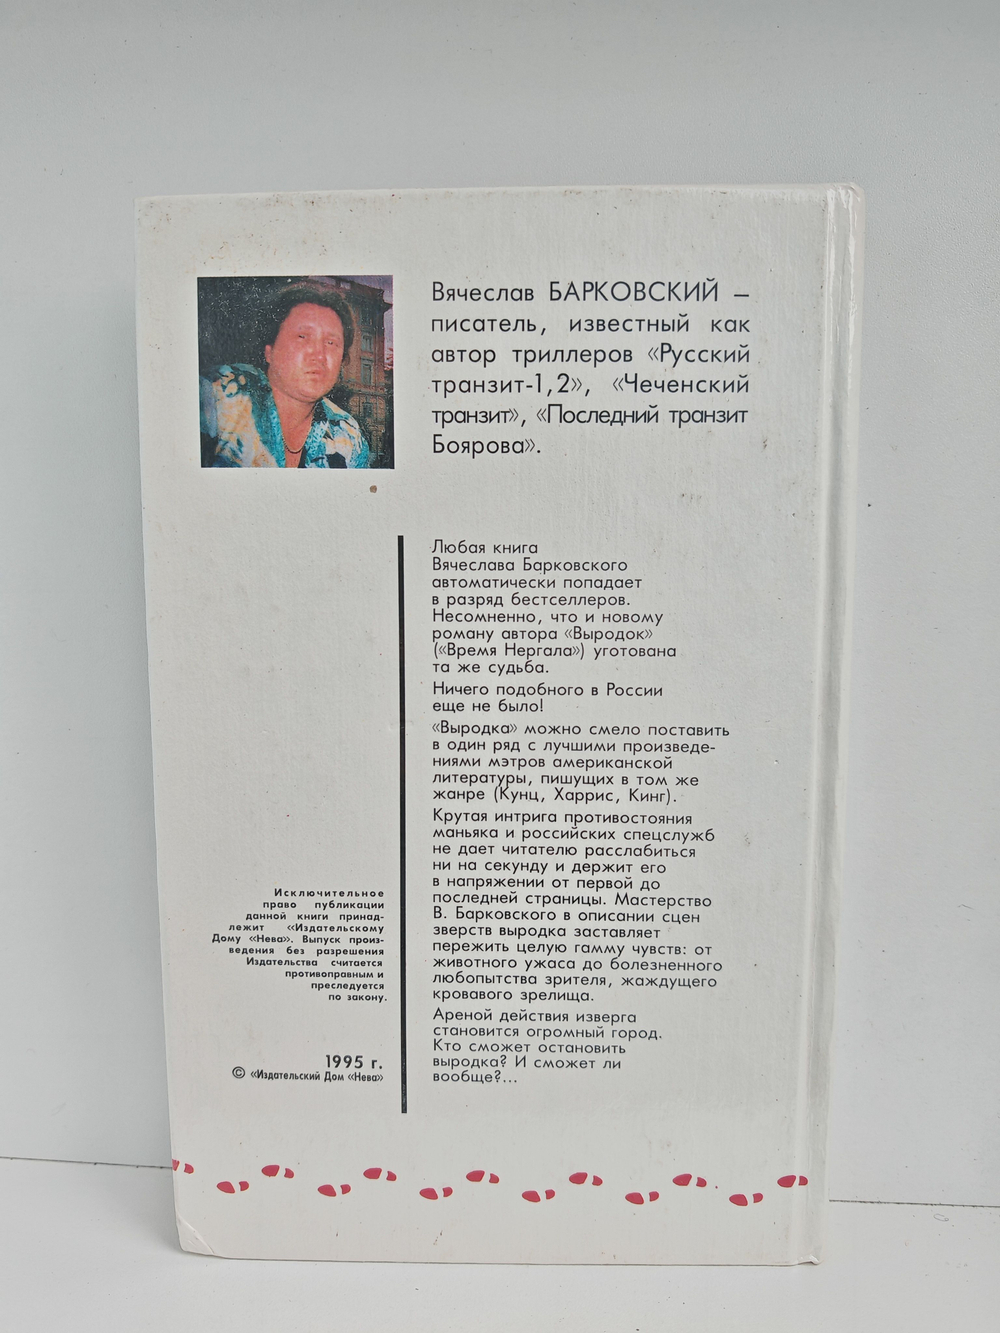 Вячеслав БАРКОВСКИЙ –
писатель, известный как
автор триллеров «Русский
транзит-1,2», «Чеченский
транзит», «Последний транзит
Боярова».
Любая книга
Вячеслава Барковского
автоматически попадает
в разряд бестселлеров.
Несомненно, что и новому
роману автора «Выродок»
(«Время Нергала») уготована
та же судьба.
Ничего подобного в России
еще не было!
«Выродка» можно смело поставить
в один ряд с лучшими произведе-
ниями мэтров американской
литературы, пишущих в том же
жанре (Кунц, Харрис, Кинг).
Крутая интрига противостояния
маньяка и российских спецслужб
не дает читателю расслабиться
ни на секунду и держит его
в напряжении от первой до
последней страницы. Мастерство
В. Барковского в описании сцен
зверств выродка заставляет
пережить целую гамму чувств: от
животного ужаса до болезненного
любопытства зрителя, жаждущего
кровавого зрелища.
Ареной действия изверга
становится огромный город.
Кто сможет остановить
выродка? И сможет ли
вообще?...
Исключительное
право публикации
данной книги принад-
лежит «Издательскому
Дому «Нева». Выпуск произ-
ведения без разрешения
Издательства считается
противоправным и
преследуется
по закону.
1995 г.
© «Издательский Дом «Нева»